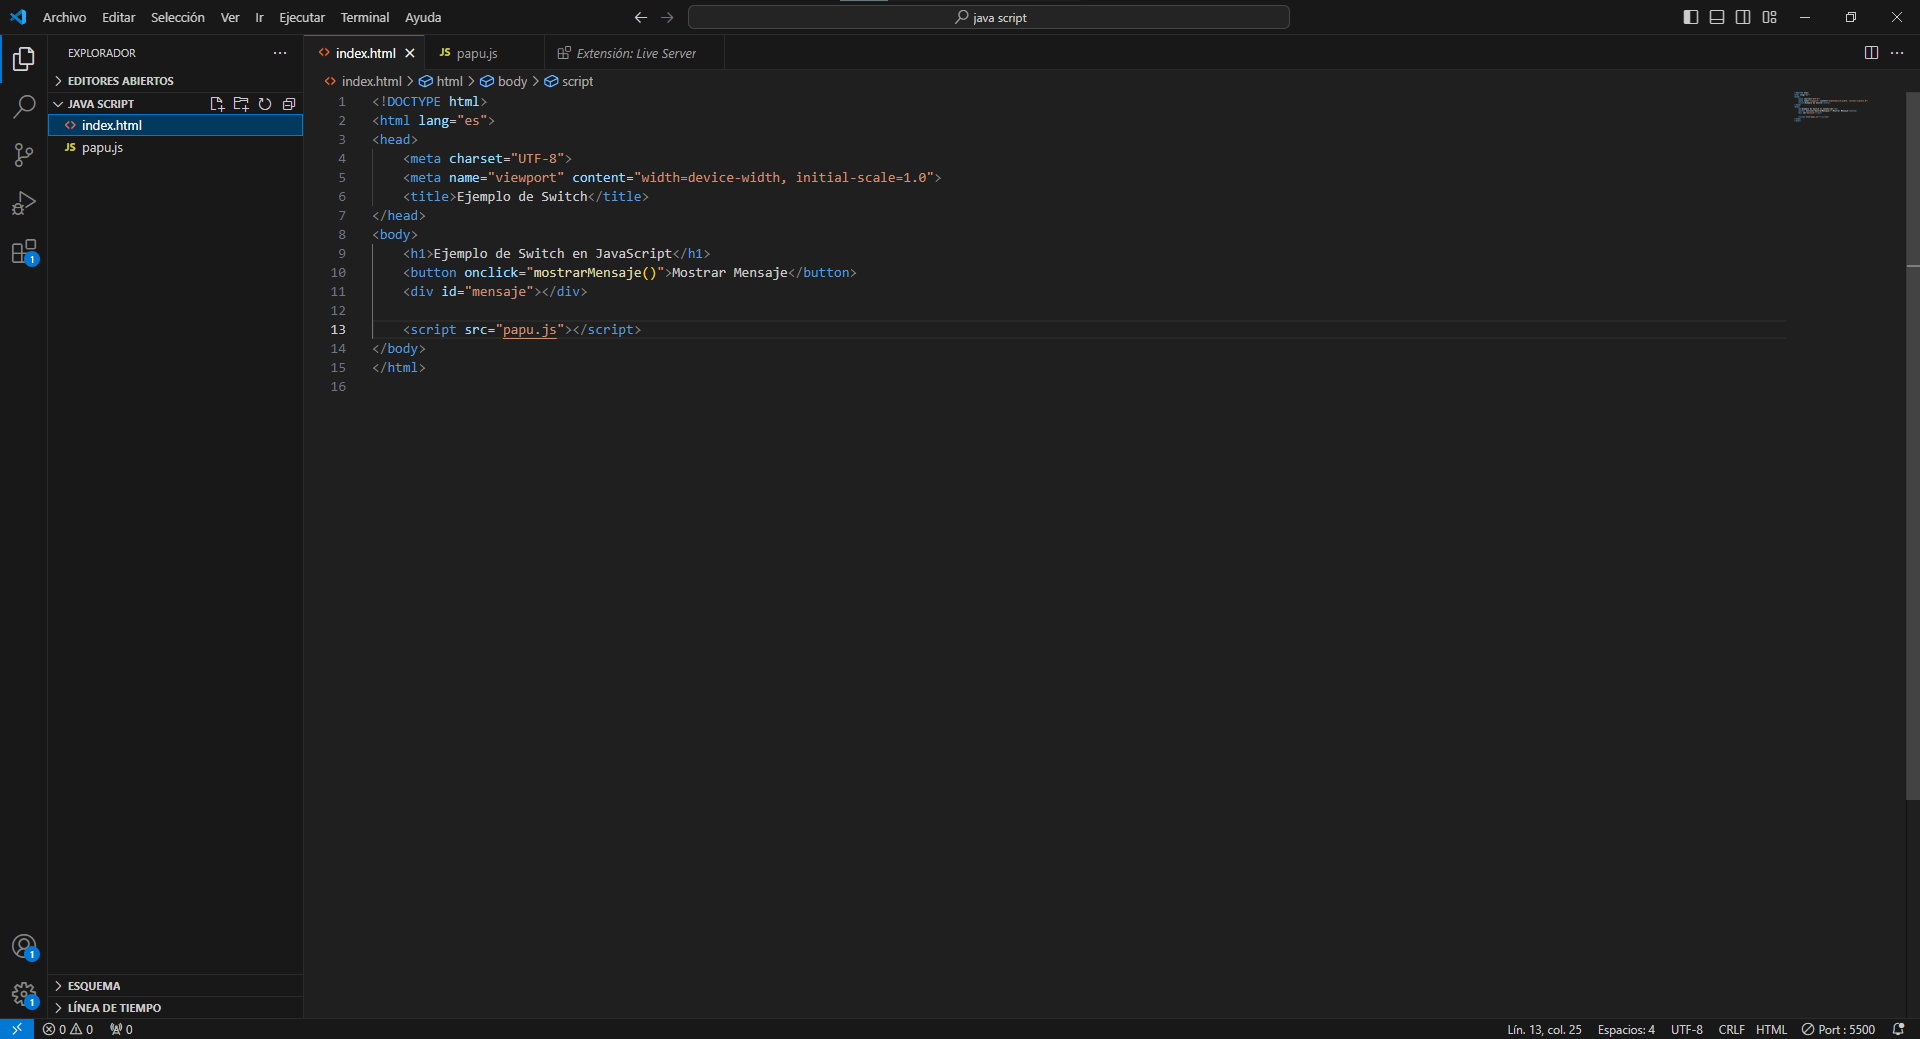 Archivo Editar Selección Ver Ir Ejecutar Terminal Ayuda
java script
EXPLORADOR
EDITORES ABIERTOS
JAVA SCRIPT
index.html
JS papu.js
ESQUEMA
LÍNEA DE TIEMPO
1
1
1
index.html JS papu.js Extensión: Live Server
index.html > html > body > script
1 <!DOCTYPE html>
2 <html lang="es">
3 <head>
4     <meta charset="UTF-8">
5     <meta name="viewport" content="width=device-width, initial-scale=1.0">
6     <title>Ejemplo de Switch</title>
7 </head>
8 <body>
9     <h1>Ejemplo de Switch en JavaScript</h1>
10     <button onclick="mostrarMensaje()">Mostrar Mensaje</button>
11     <div id="mensaje"></div>
12
13     <script src="papu.js"></script>
14 </body>
15 </html>
16
0 0 0 Lín. 13, col. 25 Espacios: 4 UTF-8 CRLF HTML Port : 5500